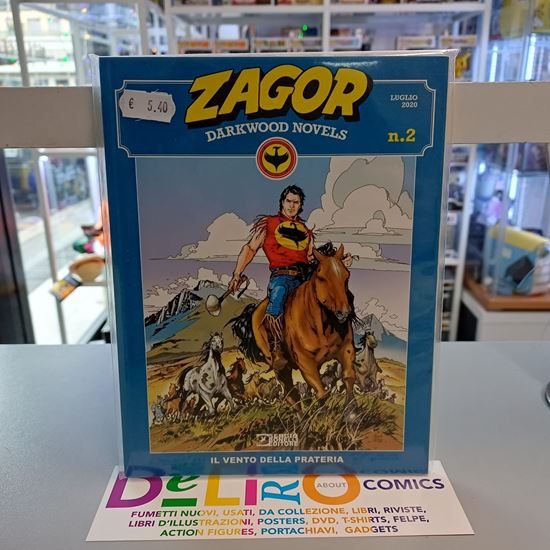 € 5.40
ZAGOR
DARKWOOD NOVELS
LUGLIO
2020
n.2
SERGIO
BONELLI
EDITORE
IL VENTO DELLA PRATERIA
DeLiRO ABOUT COMICS
FUMETTI NUOVI, USATI, DA COLLEZIONE, LIBRI, RIVISTE,
LIBRI D'ILLUSTRAZIONI, POSTERS, DVD, T-SHIRTS, FELPE,
ACTION FIGURES, PORTACHIAVI, GADGETS